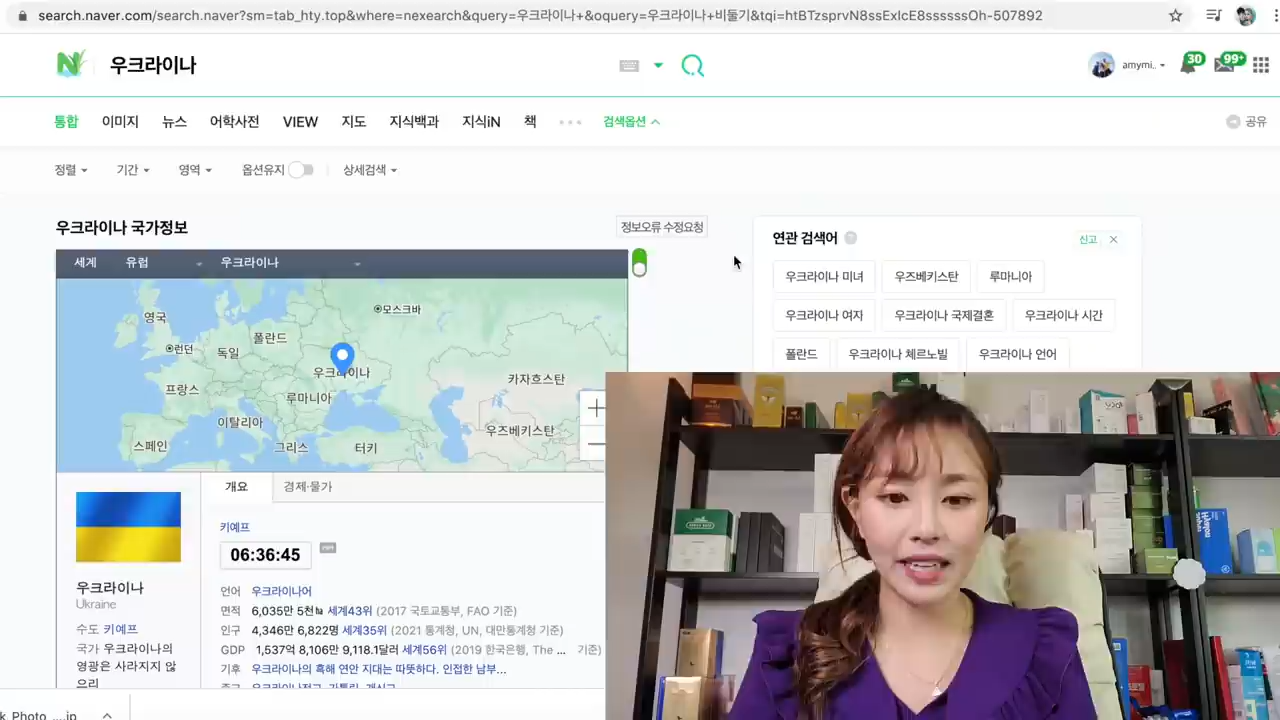 search.naver.com/search.naver?sm=tab_hty.top&where=nexearch&query=우크라이나+&oquery=우크라이나+비둘기&tqi=htBTzsprvN8ssExIcE8ssssssOh-507892
우크라이나
amymi..
30
99+
통합 이미지 뉴스 어학사전 VIEW 지도 지식백과 지식iN 책 검색옵션
공유
정렬 기간 영역 옵션유지 상세검색
우크라이나 국가정보
정보오류 수정요청
세계 유럽 우크라이나
영국
모스크바
런던
독일
폴란드
프랑스
우크라이나
루마니아
카자흐스탄
이탈리아
우즈베키스탄
스페인
그리스
터키
연관 검색어
신고
우크라이나 미녀 우즈베키스탄 루마니아
우크라이나 여자 우크라이나 국제결혼 우크라이나 시간
폴란드 우크라이나 체르노빌 우크라이나 언어
개요 경제·물가
우크라이나
Ukraine
수도 키예프
국가 우크라이나의
영광은 사라지지 않
으리
키예프
06:36:45
언어 우크라이나어
면적 6,035만 5천㏊ 세계43위 (2017 국토교통부, FAO 기준)
인구 4,346만 6,822명 세계35위 (2021 통계청, UN, 대만통계청 기준)
GDP 1,537억 8,106만 9,118.1달러 세계56위 (2019 한국은행, The ... 기준)
기후 우크라이나의 흑해 연안 지대는 따뜻하다. 인접한 남부...